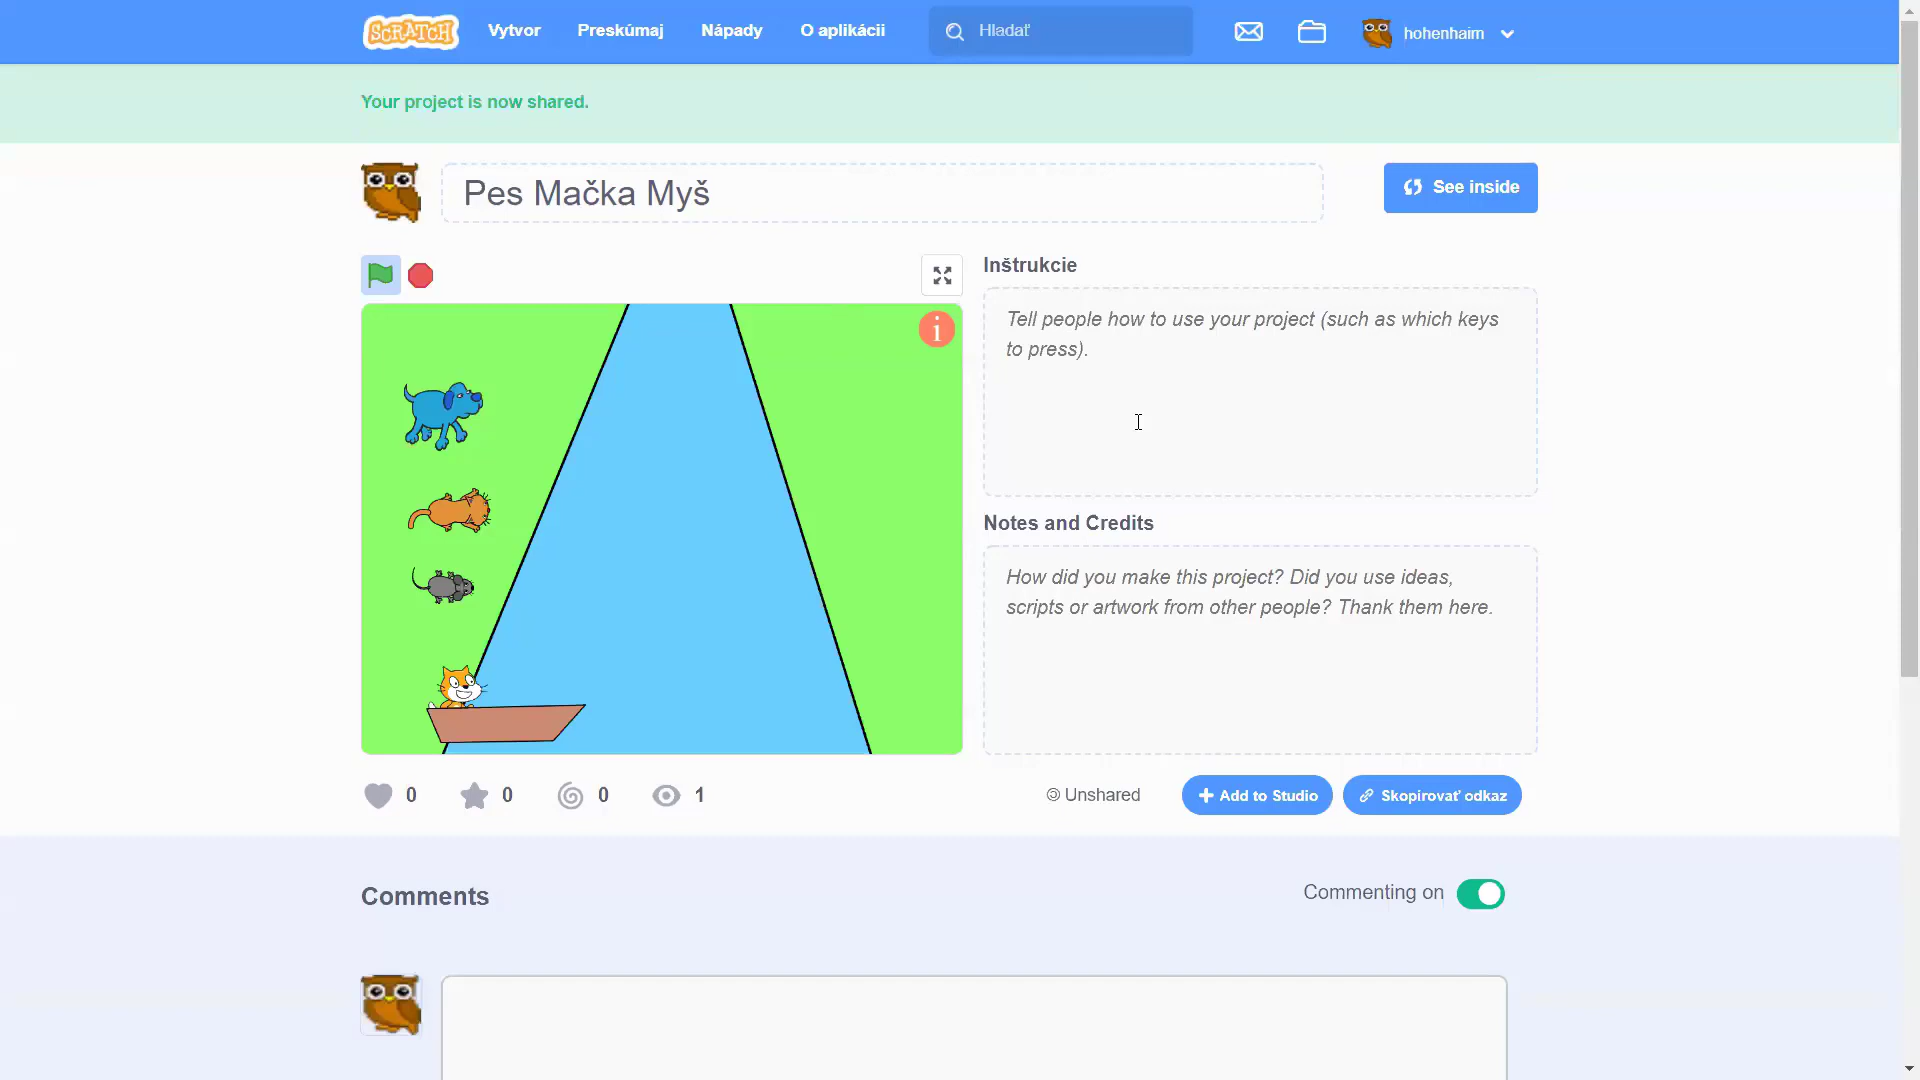 SCRATCH
Vytvor
Preskúmaj
Nápady
O aplikácii
Hladať
hohenhaim
Your project is now shared.
Pes Mačka Myš
See inside
i
Inštrukcie
Tell people how to use your project (such as which keys
to press).
Notes and Credits
How did you make this project? Did you use ideas,
scripts or artwork from other people? Thank them here.
0
0
0
1
Unshared
Add to Studio
Skopírovať odkaz
Comments
Commenting on